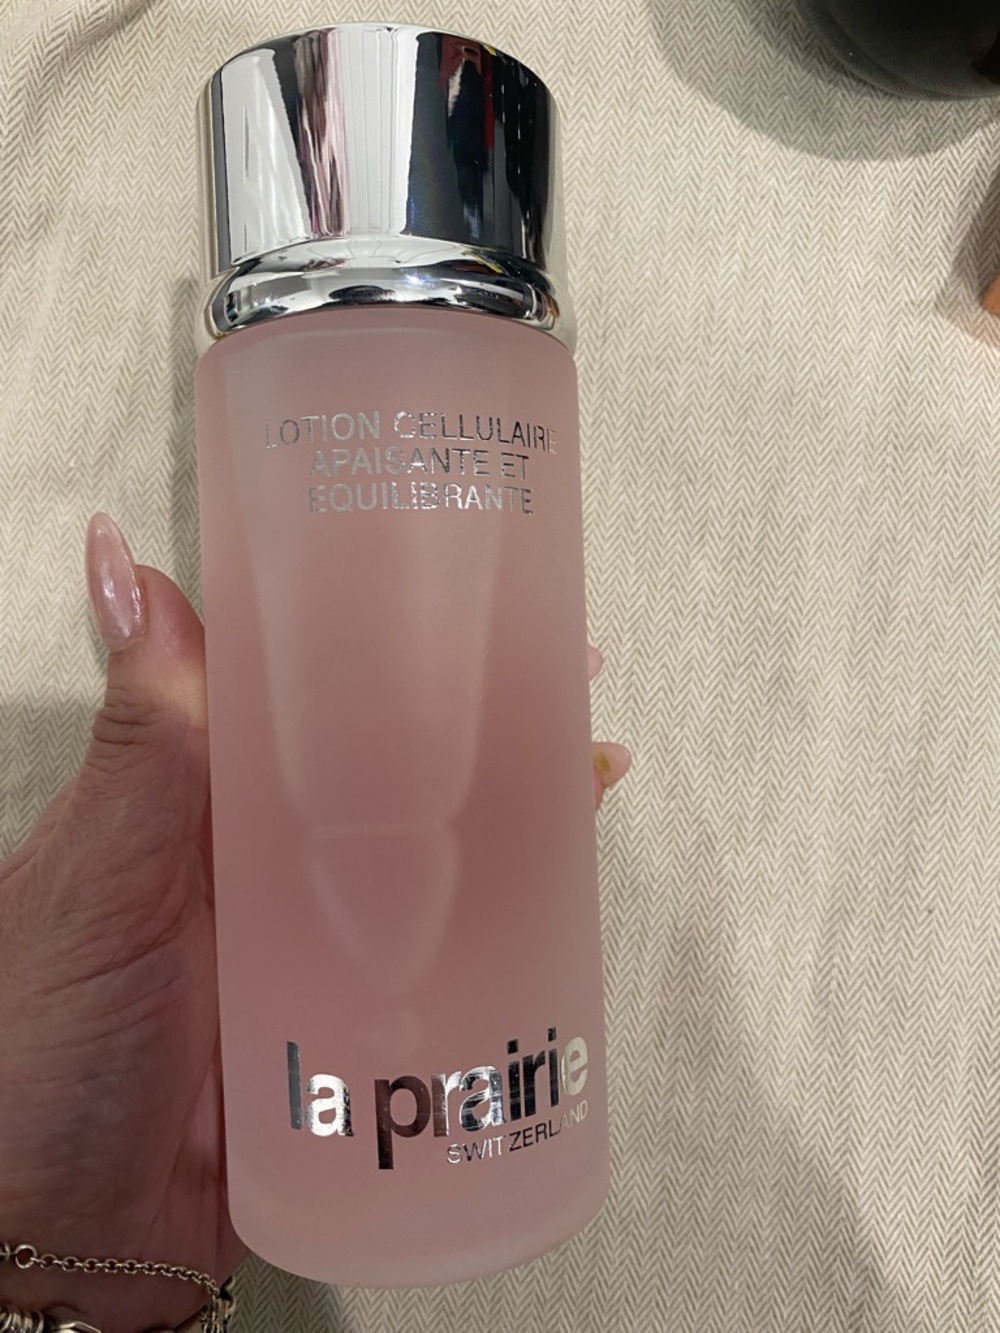 LOTION CELLULAIRE
APAISANTE ET
EQUILIBRANTE
la prairie
SWITZERLAND